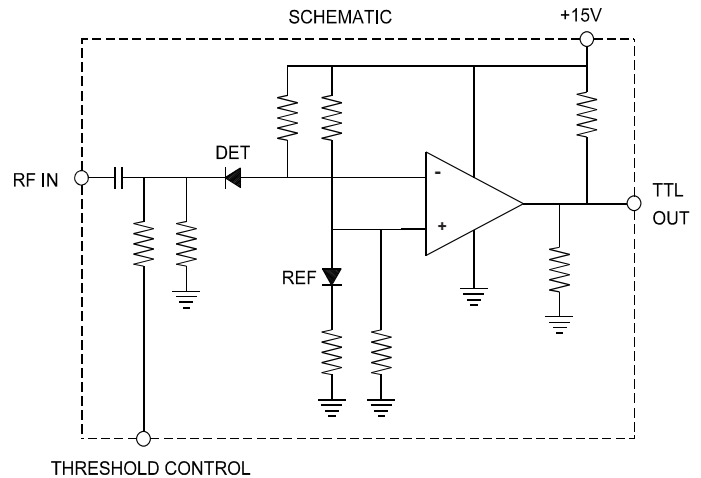 SCHEMATIC
+15V
DET
RF IN
-
+
TTL
OUT
REF
THRESHOLD CONTROL